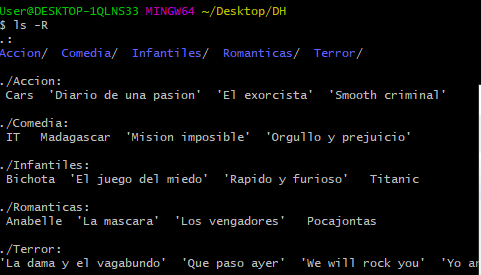 User@DESKTOP-1QLNS33 MINGW64 ~/Desktop/DH
$ ls -R
.:
Accion/  Comedia/  Infantiles/  Romanticas/  Terror/
./Accion:
Cars  'Diario de una pasion'  'El exorcista'  'Smooth criminal'
./Comedia:
IT  Madagascar  'Mision imposible'  'Orgullo y prejuicio'
./Infantiles:
Bichota  'El juego del miedo'  'Rapido y furioso'  Titanic
./Romanticas:
Anabelle  'La mascara'  'Los vengadores'  Pocajontas
./Terror:
'La dama y el vagabundo'  'Que paso ayer'  'We will rock you'  'Yo